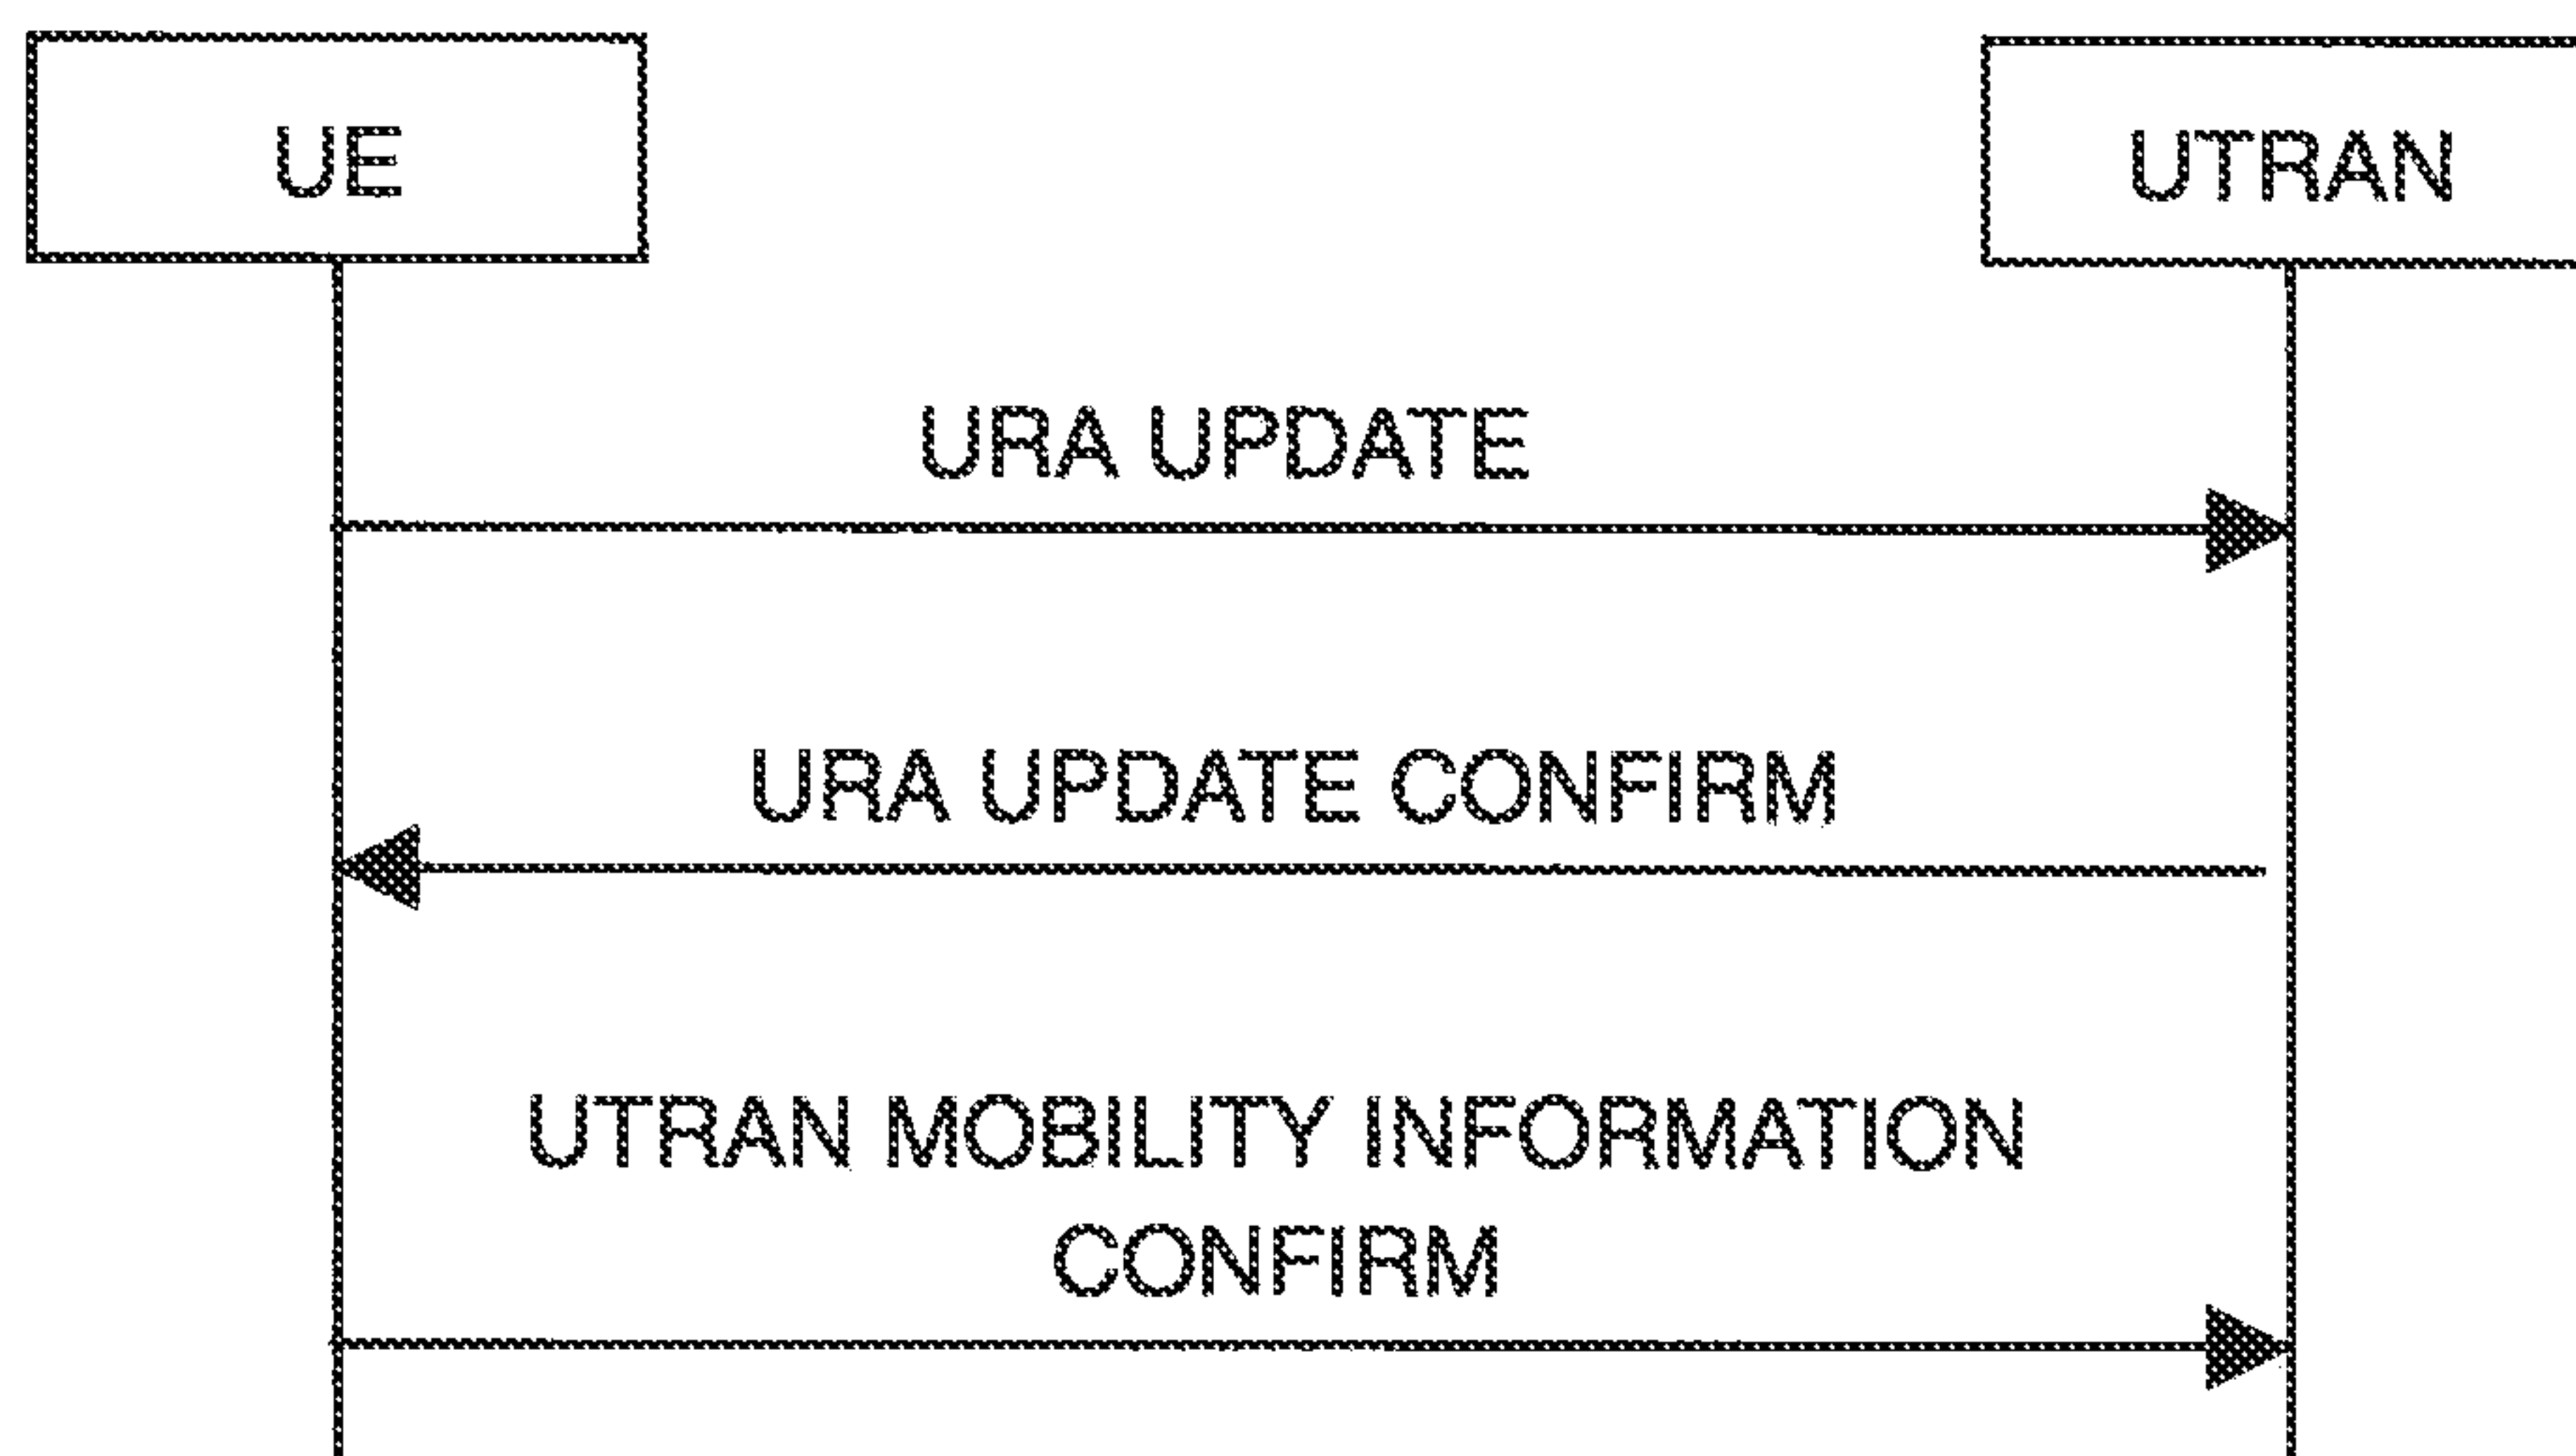 UE
UTRAN
URA UPDATE
URA UPDATE CONFIRM
UTRAN MOBILITY INFORMATION
CONFIRM